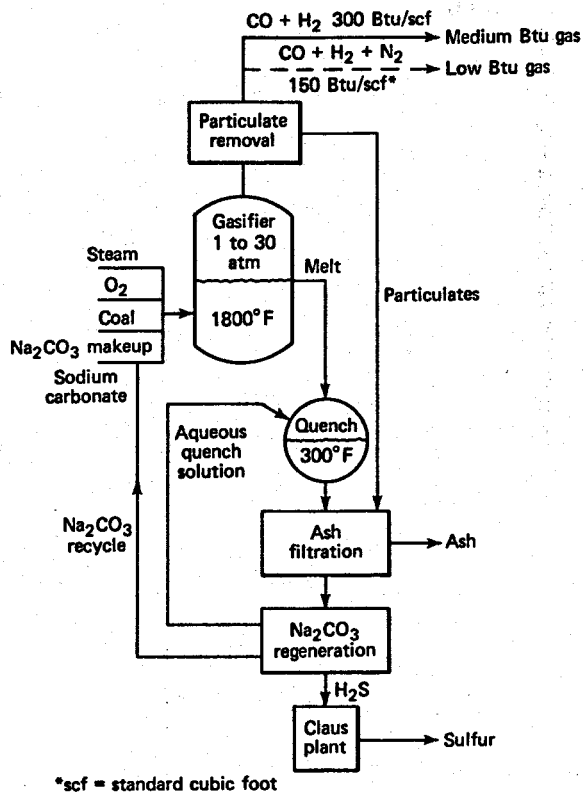 CO + H₂ 300 Btu/scf
Medium Btu gas
CO + H₂ + N₂
150 Btu/scf*
Low Btu gas
Particulate
removal
Gasifier
1 to 30
atm
1800°F
Melt
Particulates
Steam
O₂
Coal
Na₂CO₃ makeup
Sodium
carbonate
Aqueous
quench
solution
Quench
300°F
Na₂CO₃
recycle
Ash
filtration
Ash
Na₂CO₃
regeneration
H₂S
Claus
plant
Sulfur
*scf = standard cubic foot